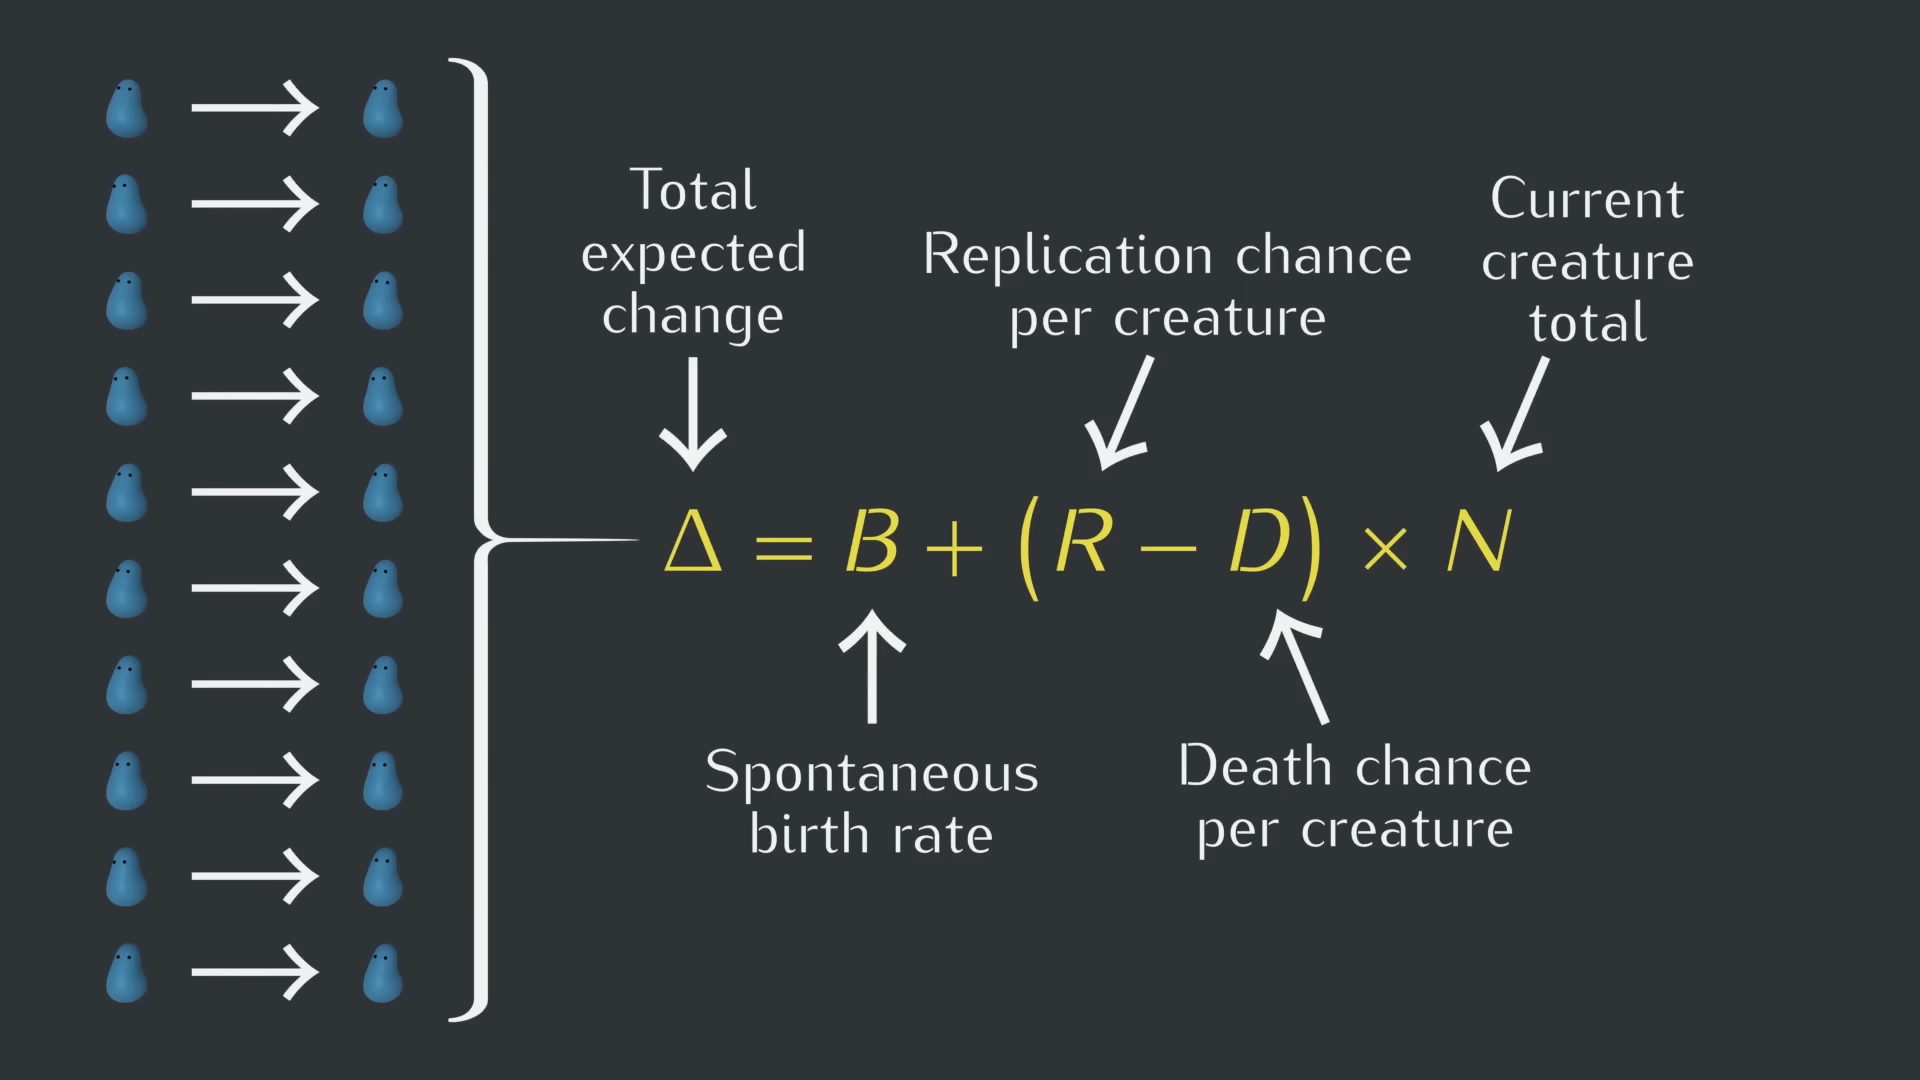 Total
expected
change
Replication chance
per creature
Current
creature
total
Δ = B + (R − D) × N
Spontaneous
birth rate
Death chance
per creature